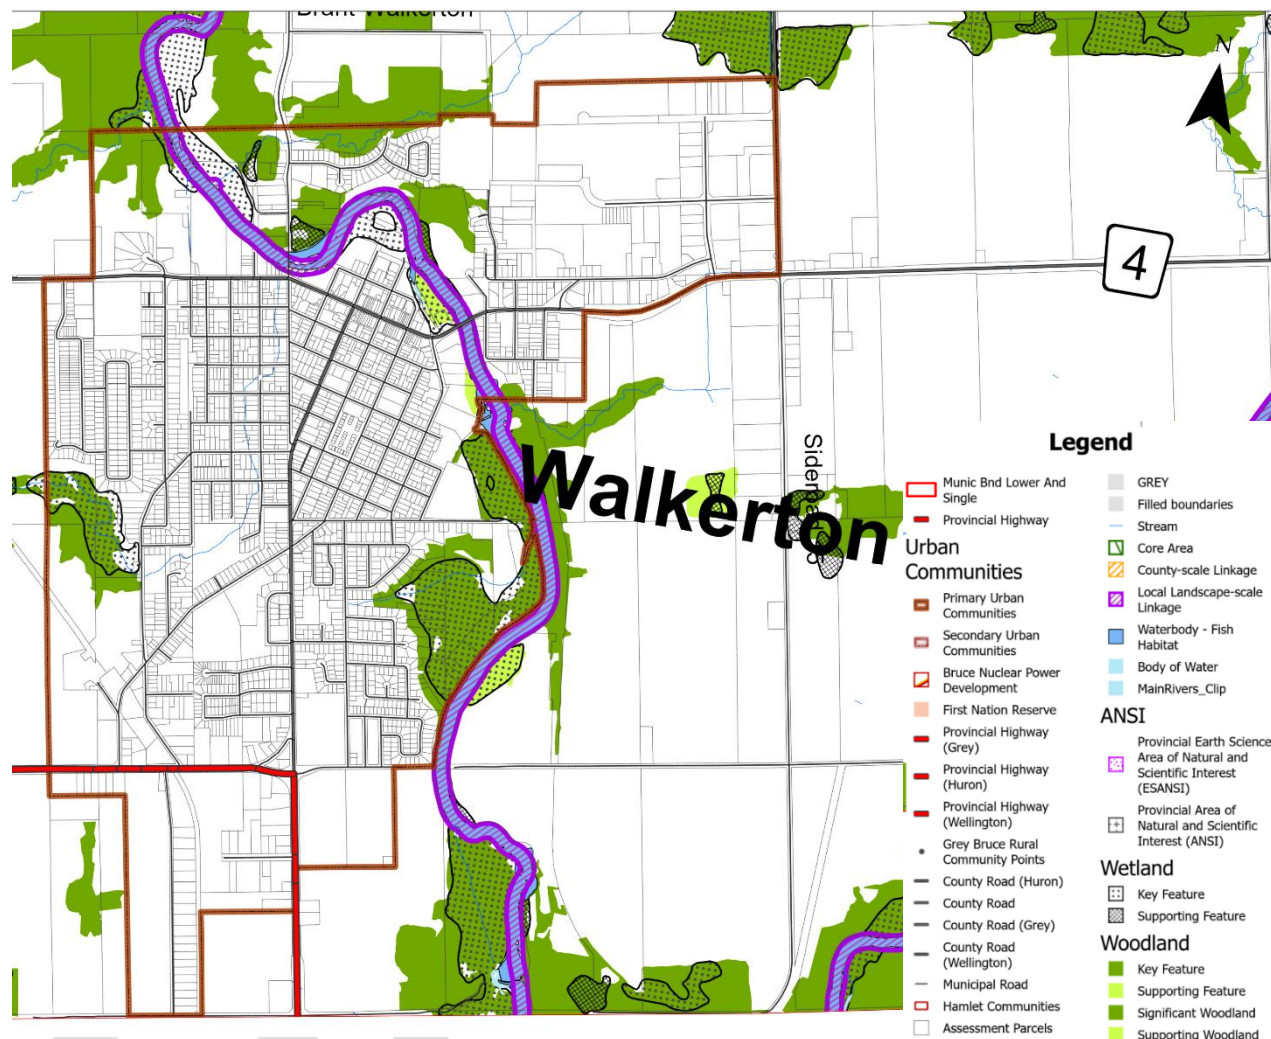 Brant Walkerton
N
4
Walkerton
Legend
Munic Bnd Lower And
Single
Provincial Highway
Urban
Communities
Primary Urban
Communities
Secondary Urban
Communities
Bruce Nuclear Power
Development
First Nation Reserve
Provincial Highway
(Grey)
Provincial Highway
(Huron)
Provincial Highway
(Wellington)
Grey Bruce Rural
Community Points
County Road (Huron)
County Road
County Road (Grey)
County Road
(Wellington)
Municipal Road
Hamlet Communities
Assessment Parcels
GREY
Filled boundaries
Stream
Core Area
County-scale Linkage
Local Landscape-scale
Linkage
Waterbody - Fish
Habitat
Body of Water
MainRivers_Clip
ANSI
Provincial Earth Science
Area of Natural and
Scientific Interest
(ESANSI)
Provincial Area of
Natural and Scientific
Interest (ANSI)
Wetland
Key Feature
Supporting Feature
Woodland
Key Feature
Supporting Feature
Significant Woodland
Supporting Woodland